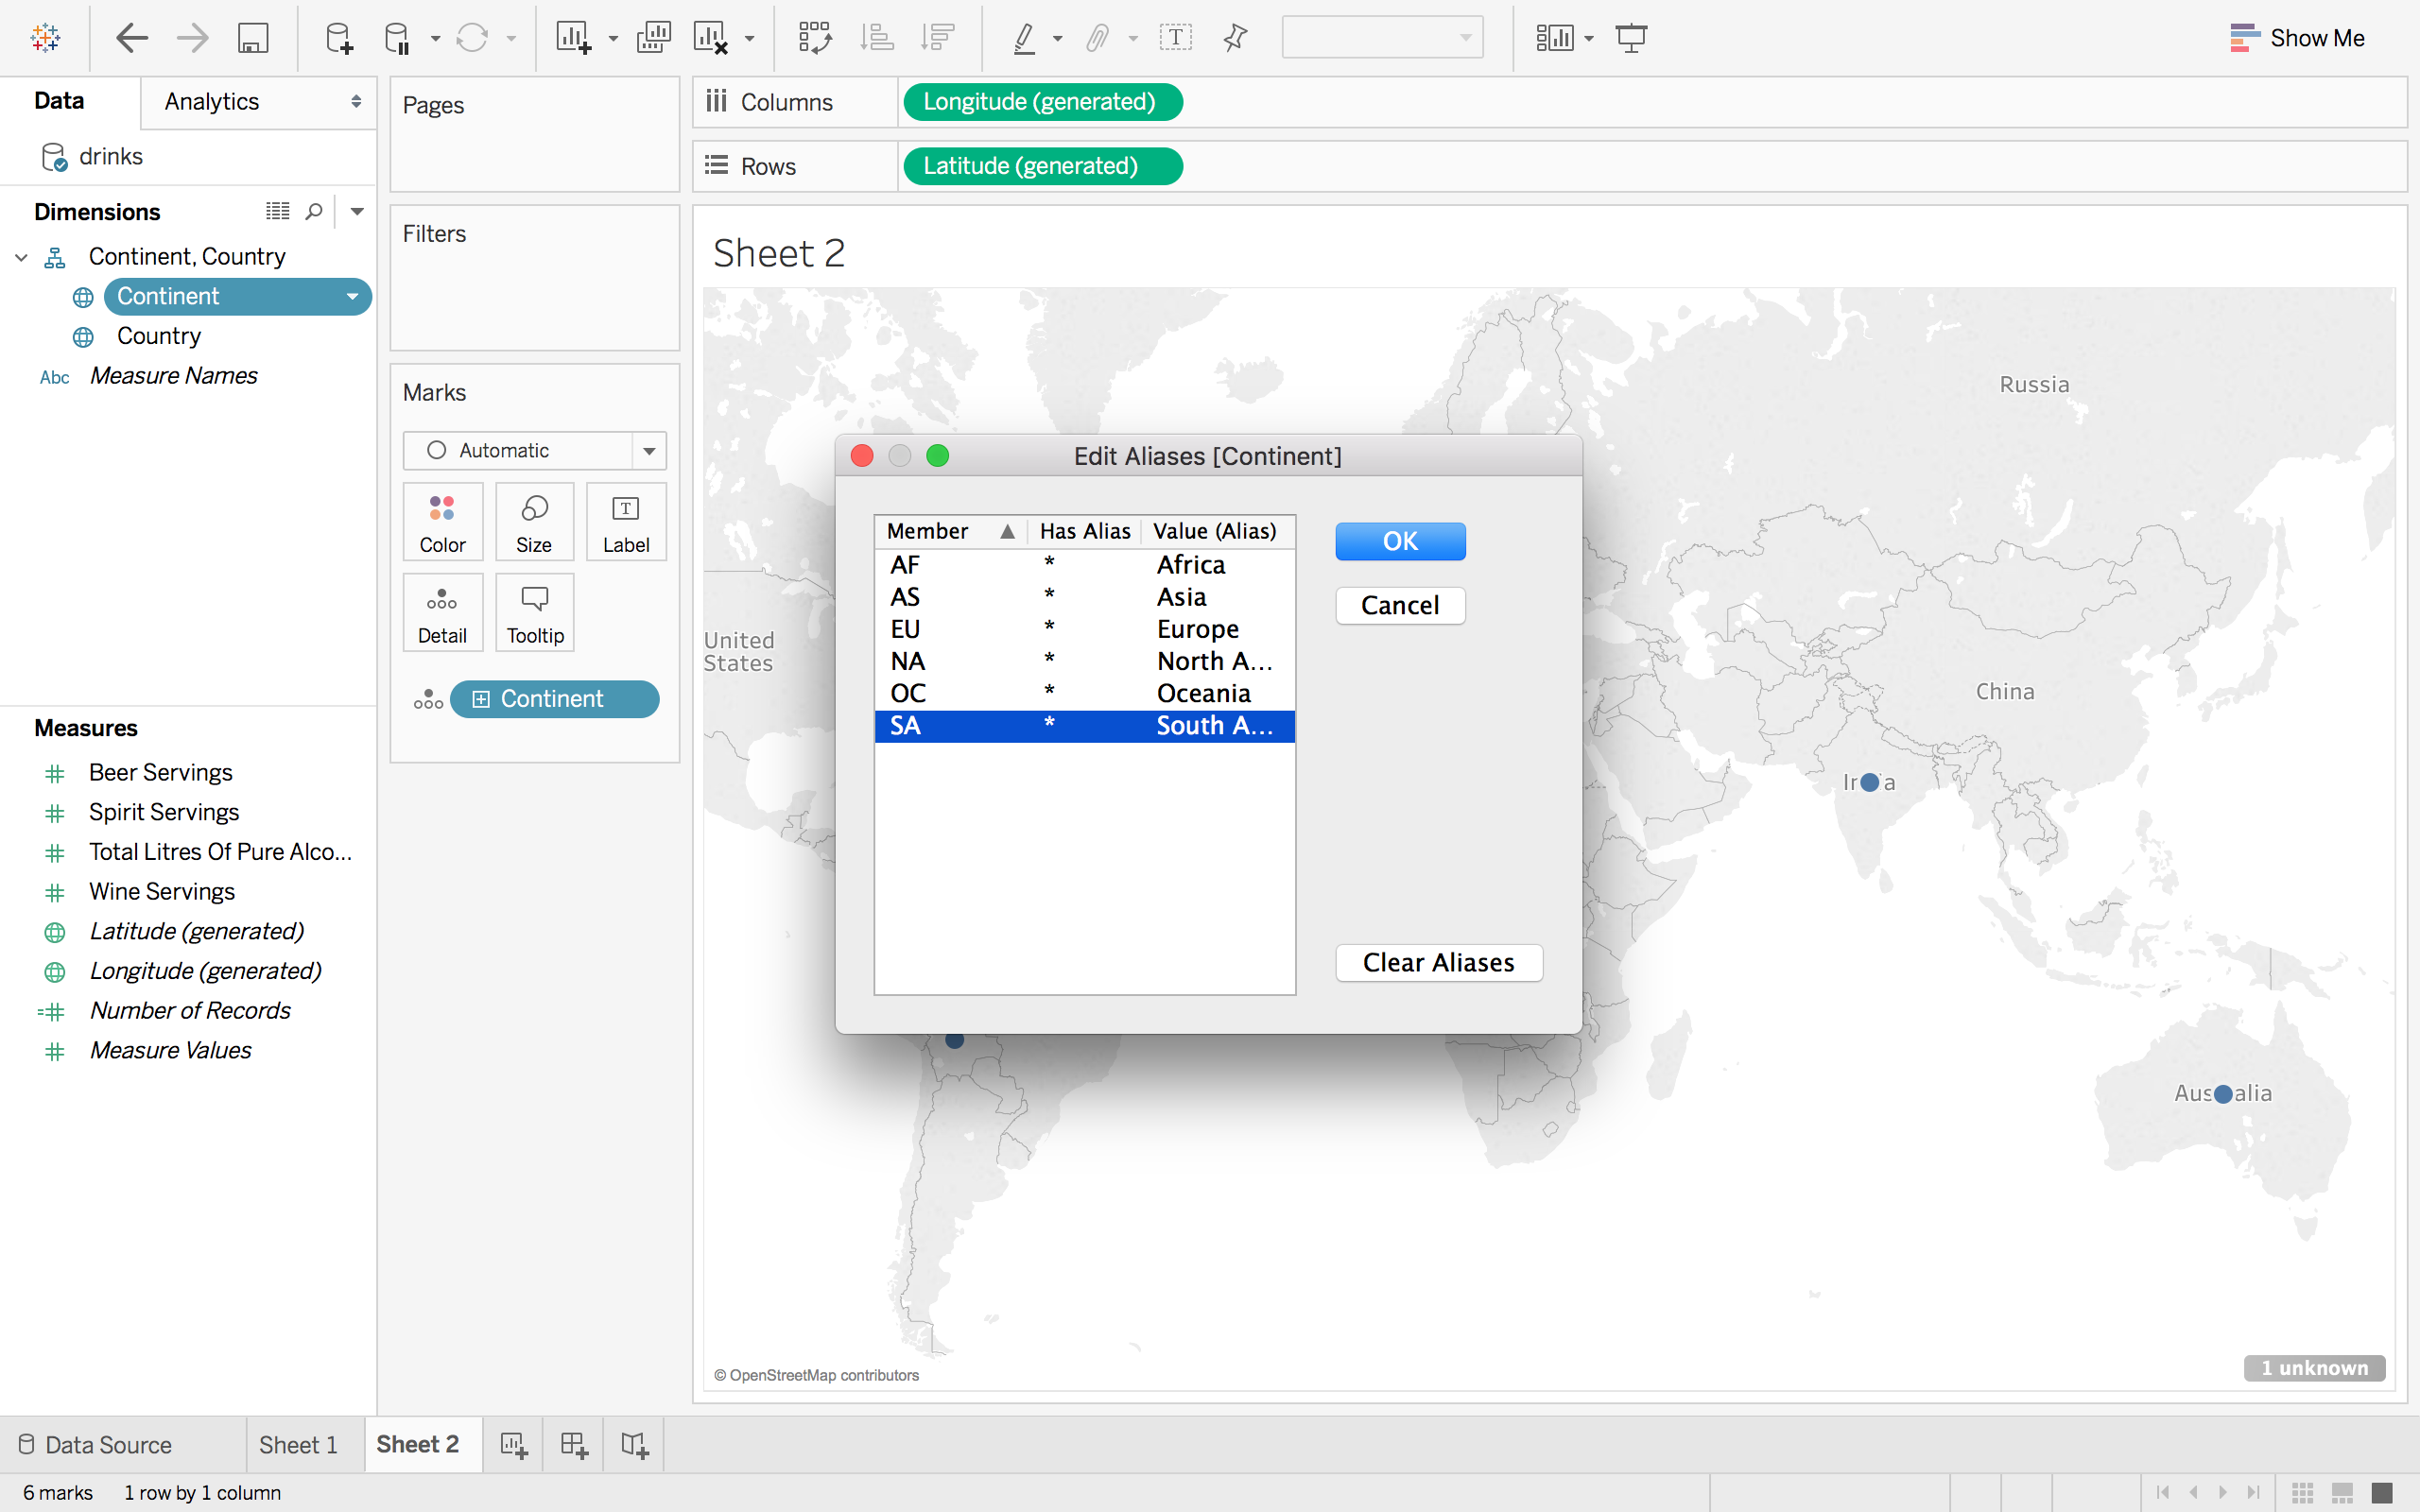 Show Me
Data
Analytics
drinks
Dimensions
Continent, Country
Continent
Country
Abc Measure Names
Measures
Beer Servings
Spirit Servings
Total Litres Of Pure Alco...
Wine Servings
Latitude (generated)
Longitude (generated)
Number of Records
Measure Values
Pages
Filters
Marks
Automatic
Color
Size
Label
Detail
Tooltip
Continent
Columns
Longitude (generated)
Rows
Latitude (generated)
Sheet 2
Russia
United
States
China
Australia
Edit Aliases [Continent]
Member Has Alias Value (Alias)
AF * Africa
AS * Asia
EU * Europe
NA * North A...
OC * Oceania
SA * South A...
OK
Cancel
Clear Aliases
© OpenStreetMap contributors
1 unknown
Data Source
Sheet 1
Sheet 2
6 marks
1 row by 1 column